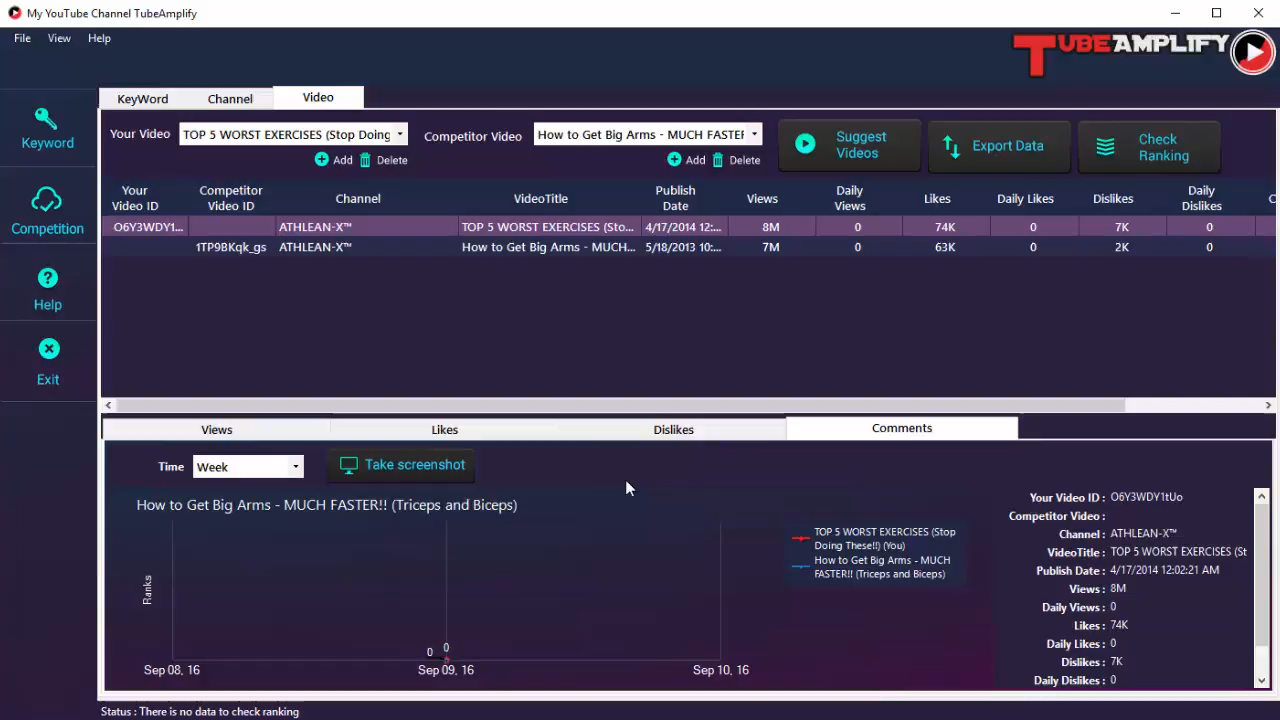 My YouTube Channel TubeAmplify
File View Help
TUBEAMPLIFY
KeyWord Channel Video
Keyword
Competition
Help
Exit
Your Video TOP 5 WORST EXERCISES (Stop Doing Competitor Video How to Get Big Arms - MUCH FASTER
Add Delete Add Delete
Suggest Videos
Export Data
Check Ranking
Your Video ID Competitor Video ID Channel VideoTitle Publish Date Views Daily Views Likes Daily Likes Dislikes Daily Dislikes C
O6Y3WDY1... ATHLEAN-X™ TOP 5 WORST EXERCISES (Sto... 4/17/2014 12:... 8M 0 74K 0 7K 0
1TP9BKqk_gs ATHLEAN-X™ How to Get Big Arms - MUCH... 5/18/2013 10:... 7M 0 63K 0 2K 0
Views Likes Dislikes Comments
Time Week Take screenshot
How to Get Big Arms - MUCH FASTER!! (Triceps and Biceps)
Ranks
0 0
Sep 08, 16 Sep 09, 16 Sep 10, 16
TOP 5 WORST EXERCISES (Stop
Doing These!!) (You)
How to Get Big Arms - MUCH
FASTER!! (Triceps and Biceps)
Your Video ID : O6Y3WDY1tUo
Competitor Video :
Channel : ATHLEAN-X™
VideoTitle : TOP 5 WORST EXERCISES (St
Publish Date : 4/17/2014 12:02:21 AM
Views : 8M
Daily Views : 0
Likes : 74K
Daily Likes : 0
Dislikes : 7K
Daily Dislikes : 0
Status : There is no data to check ranking